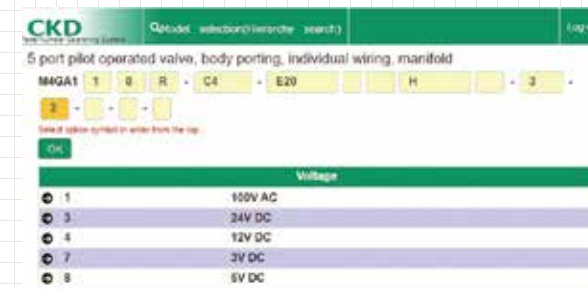 CKD
Model selection(Hierarchy search)
Log
5 port pilot operated valve, body porting, individual wiring, manifold
M4GA1 1 8 R - C4 - E20 H - 3 -
3 - - -
Select option symbol in order from the top.
OK
Voltage
1 100V AC
3 24V DC
4 12V DC
7 3V DC
8 5V DC